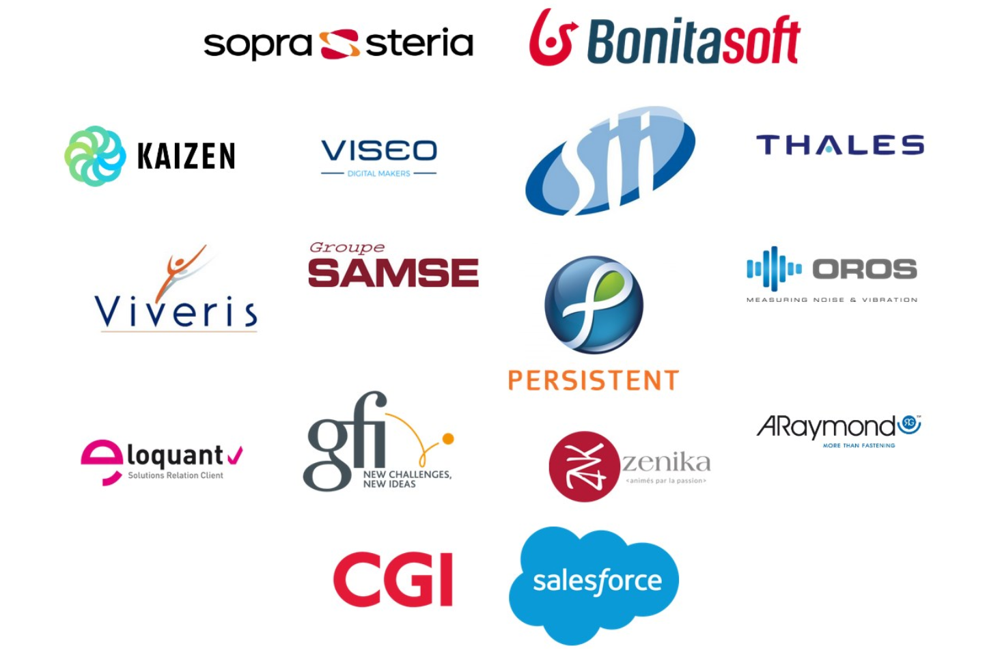 sopra steria
Bonitasoft
KAIZEN
VISEO
DIGITAL MAKERS
sii
THALES
Viveris
Groupe
SAMSE
PERSISTENT
OROS
MEASURING NOISE & VIBRATION
eloquant
Solutions Relation Client
gfi
NEW CHALLENGES,
NEW IDEAS
zenika
<animés par la passion>
ARaymond
MORE THAN FASTENING
CGI
salesforce